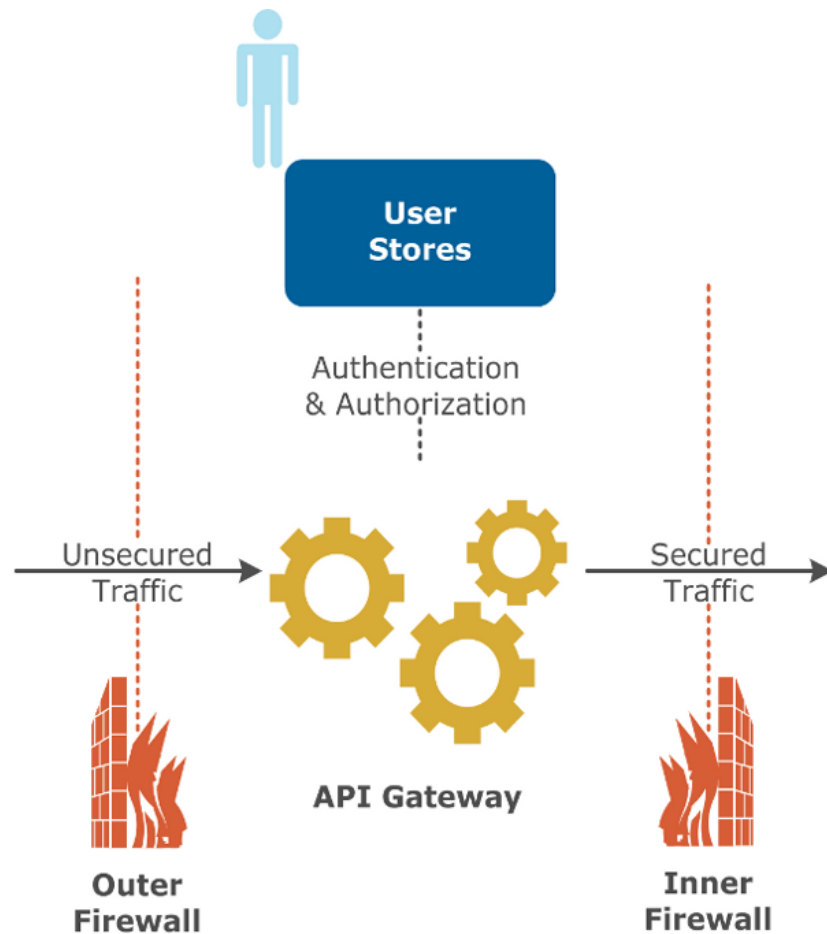 User
Stores
Authentication
& Authorization
Unsecured
Traffic
Secured
Traffic
API Gateway
Outer
Firewall
Inner
Firewall